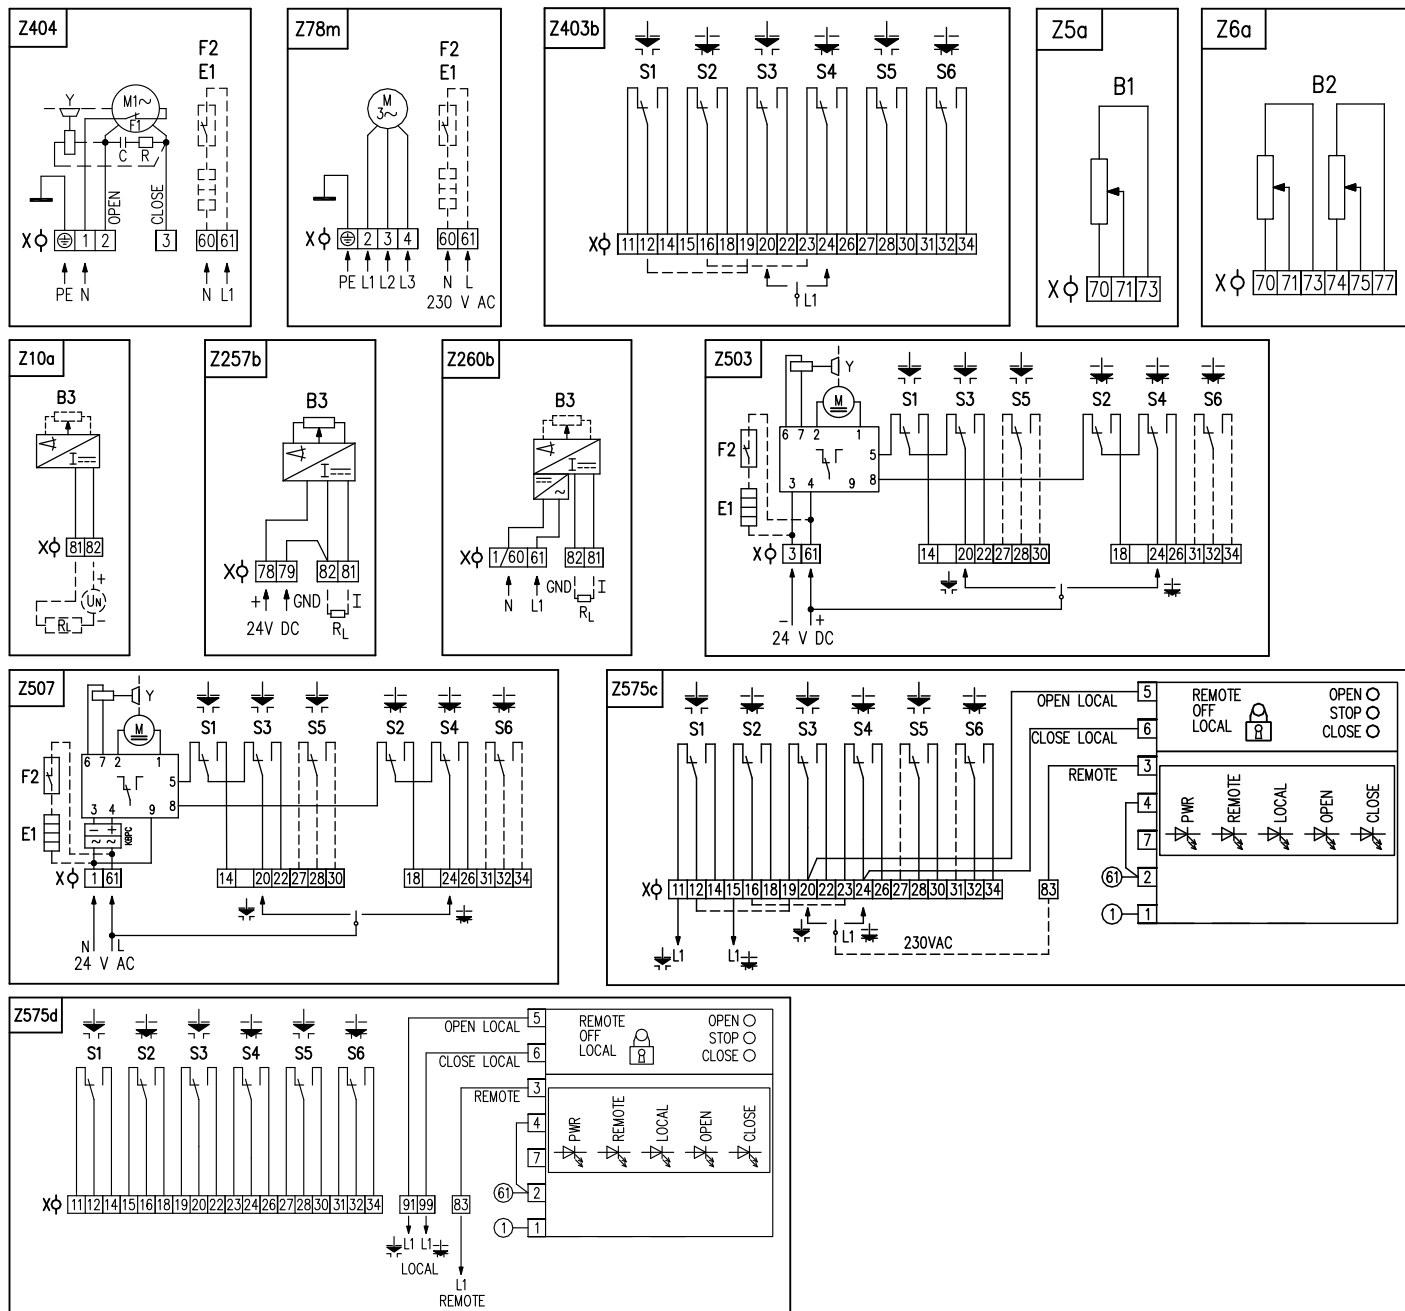 Z404
F2
E1
Y
M1~
F1
C R
OPEN
CLOSE
X 1 2 3 60 61
PE N N L1
Z78m
F2
E1
M
3~
X 2 3 4 60 61
PE L1 L2 L3 N L
230 V AC
Z403b
S1 S2 S3 S4 S5 S6
X 11 12 14 15 16 18 19 20 22 23 24 26 27 28 30 31 32 34
L1
Z5a
B1
X 70 71 73
Z6a
B2
X 70 71 73 74 75 77
Z10a
B3
I
X 81 82
+
UN
RL −
Z257b
B3
I
X 78 79 82 81
+ GND I
24V DC RL
Z260b
B3
I
~
X 1/60 61 82 81
GND I
N L1 RL
Z503
Y
M
S1 S3 S5 S2 S4 S6
6 7 2 1
F2
5
8
3 4 9
E1
X 3 61 14 20 22 27 28 30 18 24 26 31 32 34
− +
24 V DC
Z507
Y
M
S1 S3 S5 S2 S4 S6
6 7 2 1
F2
5
8
3 4 9
− +
~ ~
KBPC
E1
X 1 61 14 20 22 27 28 30 18 24 26 31 32 34
N L
24 V AC
Z575c
S1 S2 S3 S4 S5 S6
X 11 12 14 15 16 18 19 20 22 23 24 26 27 28 30 31 32 34 83
L1 L1 L1
230VAC
OPEN LOCAL 5
CLOSE LOCAL 6
REMOTE 3
4
7
61 2
1 1
REMOTE
OFF
LOCAL
OPEN
STOP
CLOSE
PWR
REMOTE
LOCAL
OPEN
CLOSE
Z575d
S1 S2 S3 S4 S5 S6
X 11 12 14 15 16 18 19 20 22 23 24 26 27 28 30 31 32 34 91 99 83
L1 L1
LOCAL
L1
REMOTE
OPEN LOCAL 5
CLOSE LOCAL 6
REMOTE 3
4
7
61 2
1 1
REMOTE
OFF
LOCAL
OPEN
STOP
CLOSE
PWR
REMOTE
LOCAL
OPEN
CLOSE